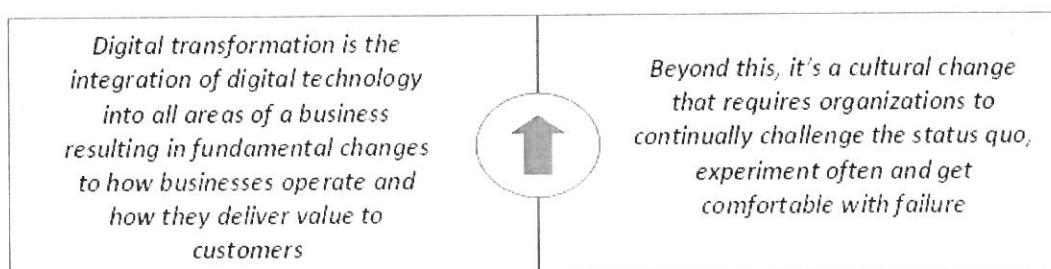 Digital transformation is the
integration of digital technology
into all areas of a business
resulting in fundamental changes
to how businesses operate and
how they deliver value to
customers
Beyond this, it's a cultural change
that requires organizations to
continually challenge the status quo,
experiment often and get
comfortable with failure